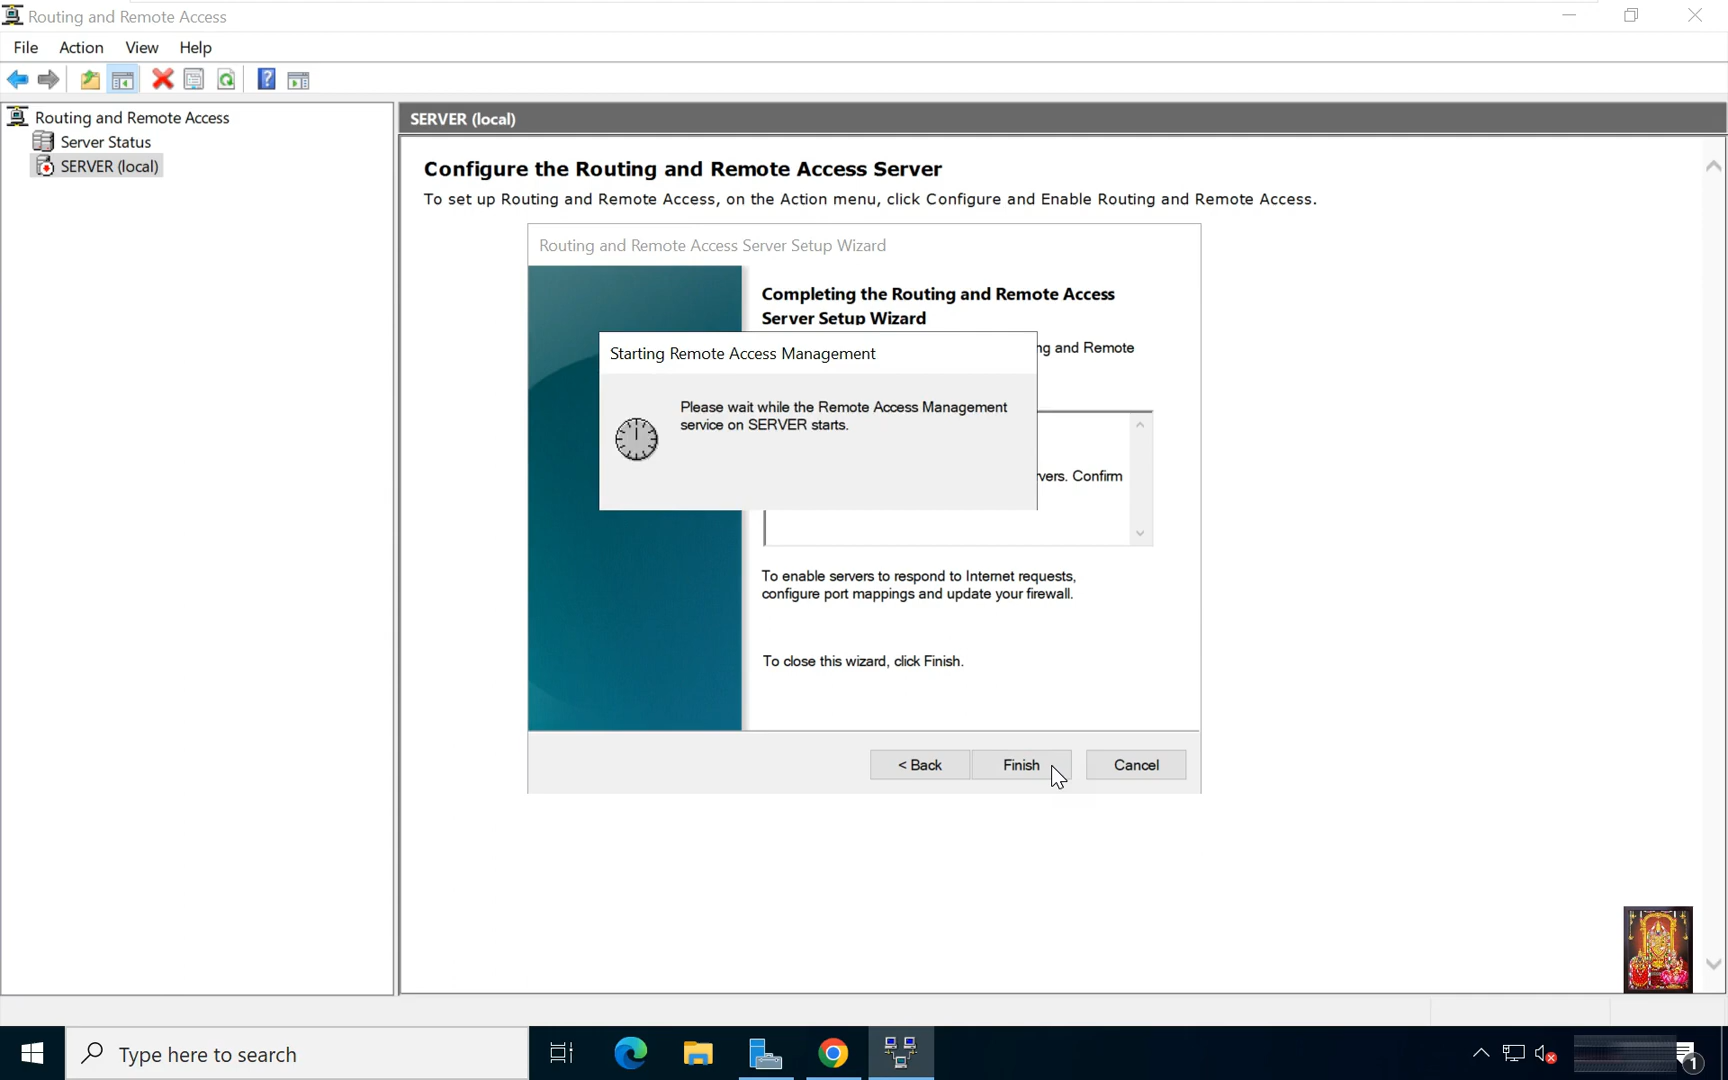 Routing and Remote Access
File Action View Help
Routing and Remote Access
Server Status
SERVER (local)
SERVER (local)
Configure the Routing and Remote Access Server
To set up Routing and Remote Access, on the Action menu, click Configure and Enable Routing and Remote Access.
Routing and Remote Access Server Setup Wizard
Completing the Routing and Remote Access
Server Setup Wizard
and Remote
Starting Remote Access Management
Please wait while the Remote Access Management
service on SERVER starts.
Confirm
To enable servers to respond to Internet requests,
configure port mappings and update your firewall.
To close this wizard, click Finish.
< Back Finish Cancel
Type here to search
1